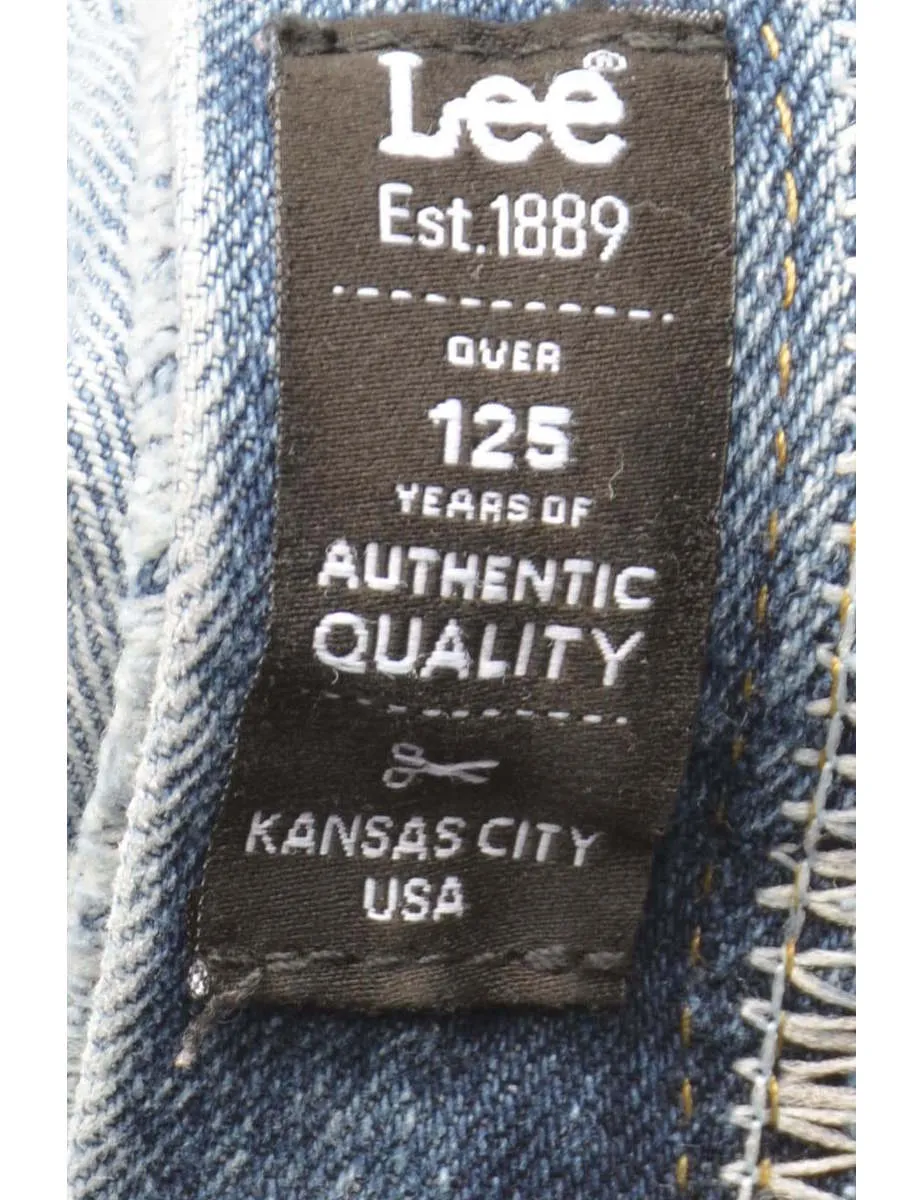 Lee®
Est.1889
OVER
125
YEARS OF
AUTHENTIC
QUALITY
KANSAS CITY
USA